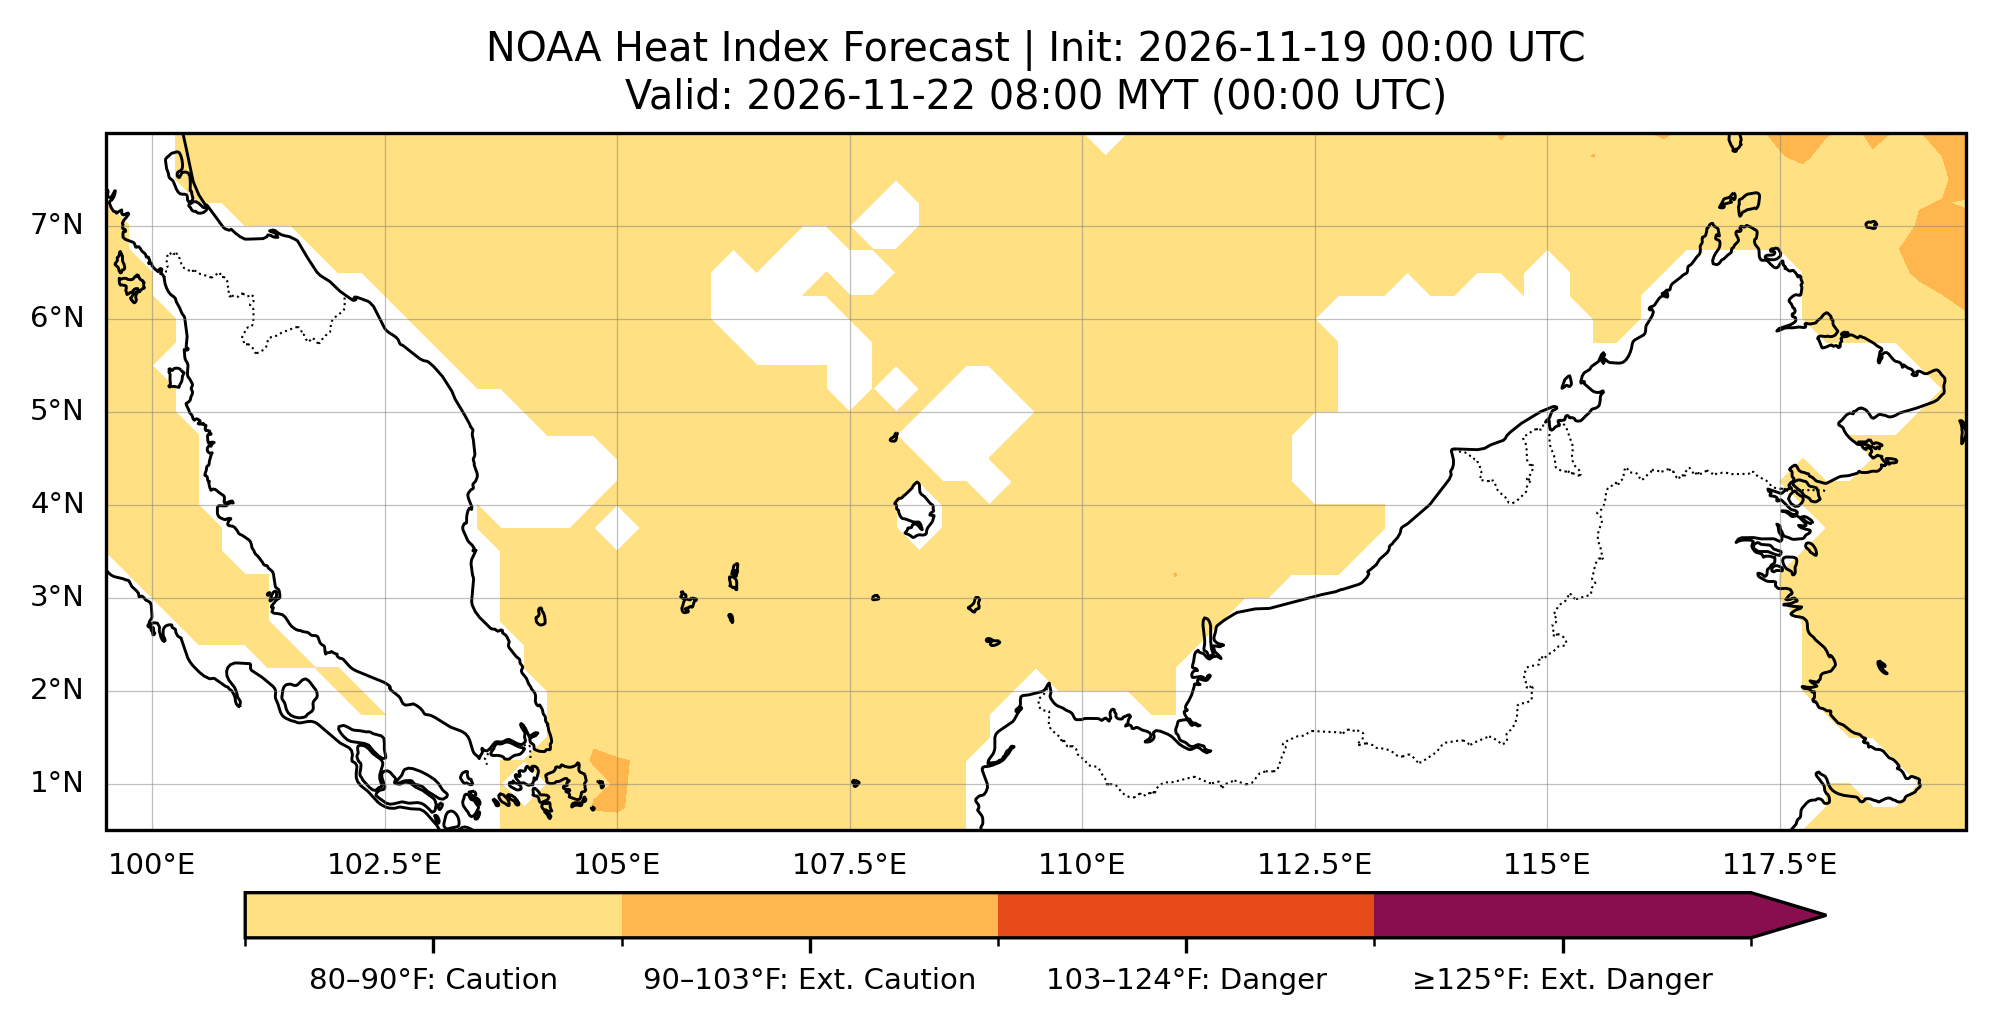 NOAA Heat Index Forecast | Init: 2026-11-19 00:00 UTC
Valid: 2026-11-22 08:00 MYT (00:00 UTC)
7°N
6°N
5°N
4°N
3°N
2°N
1°N
100°E 102.5°E 105°E 107.5°E 110°E 112.5°E 115°E 117.5°E
80–90°F: Caution 90–103°F: Ext. Caution 103–124°F: Danger ≥125°F: Ext. Danger